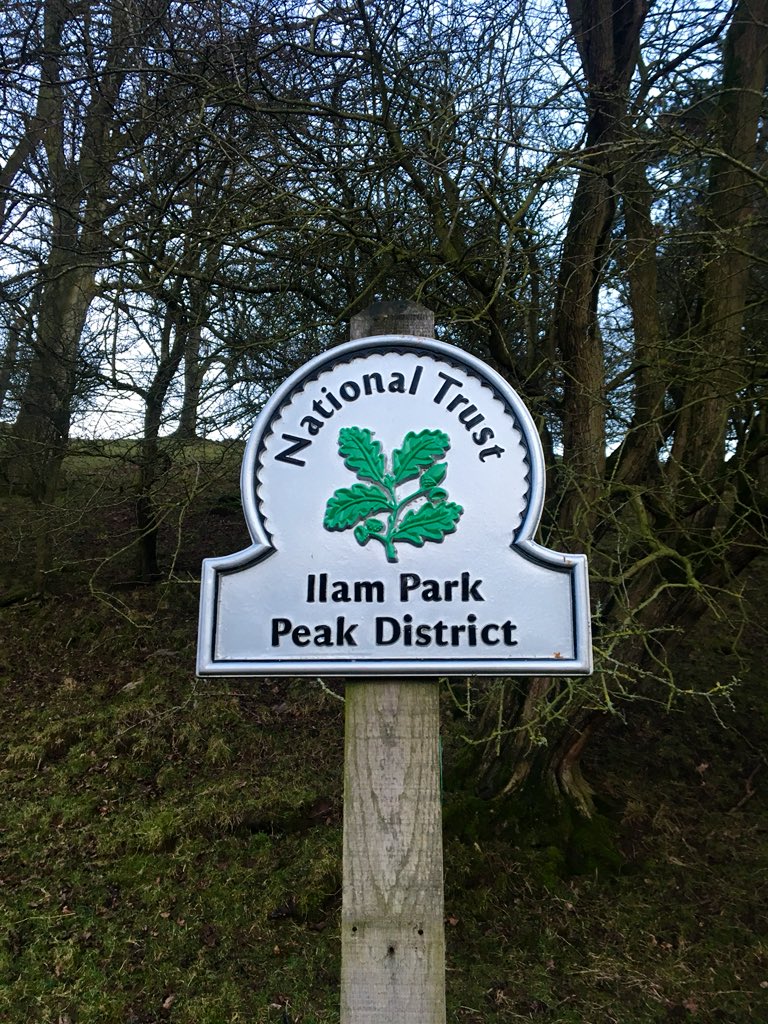 National Trust
Ilam Park
Peak District